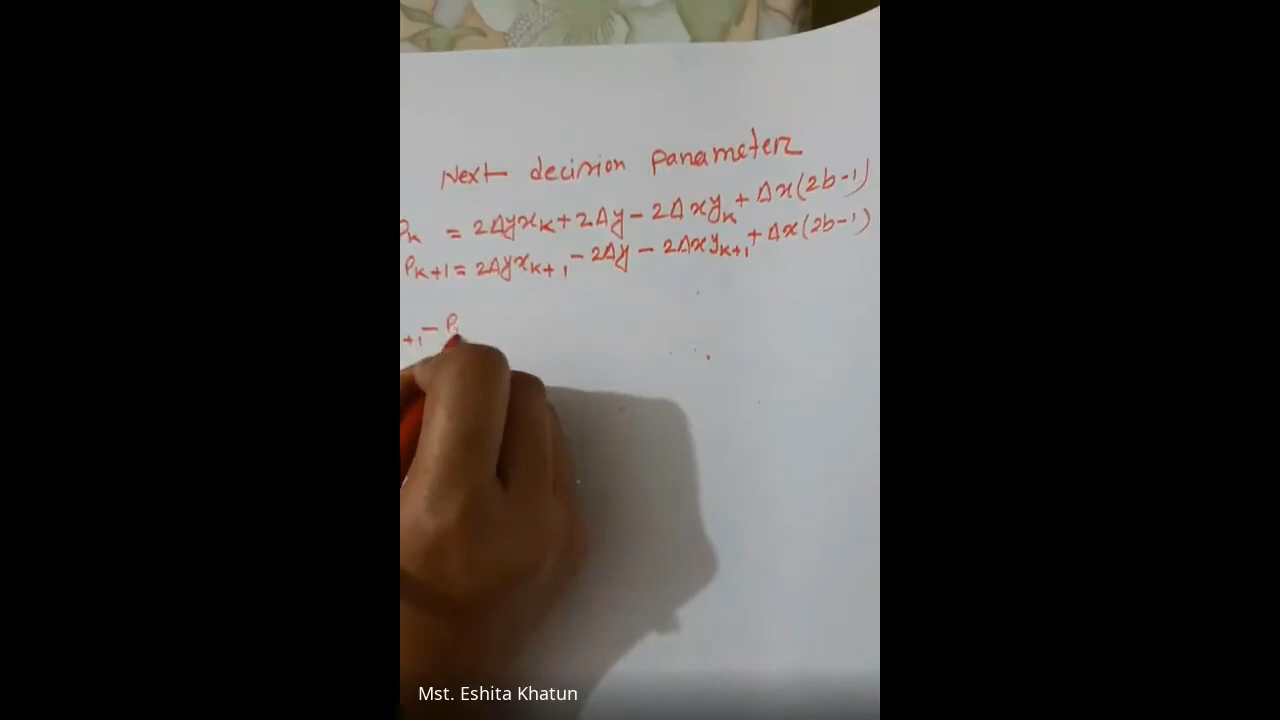 Next decision parameter
Pk = 2Δyxk + 2Δy - 2Δxyk + Δx(2b-1)
Pk+1 = 2Δyxk+1 - 2Δy - 2Δxyk+1 + Δx(2b-1)
+1 - P
Mst. Eshita Khatun